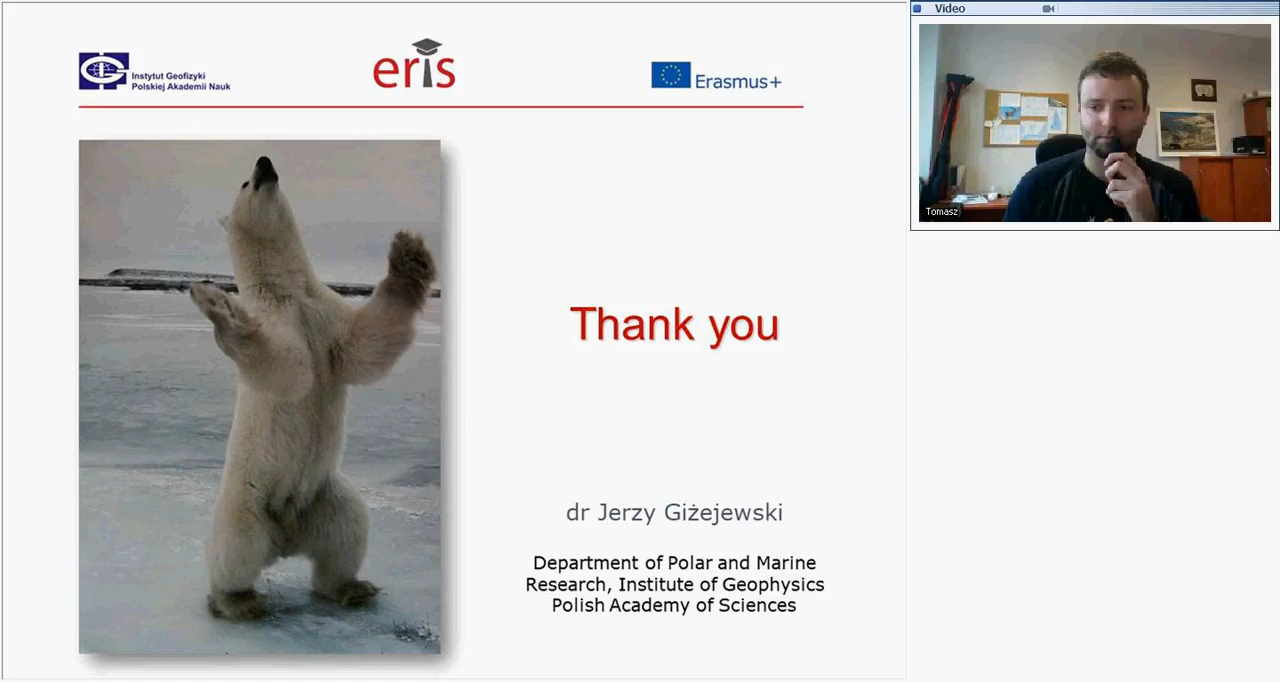 Video
Instytut Geofizyki
Polskiej Akademii Nauk
eris
Erasmus+
Tomasz
Thank you
dr Jerzy Giżejewski
Department of Polar and Marine
Research, Institute of Geophysics
Polish Academy of Sciences